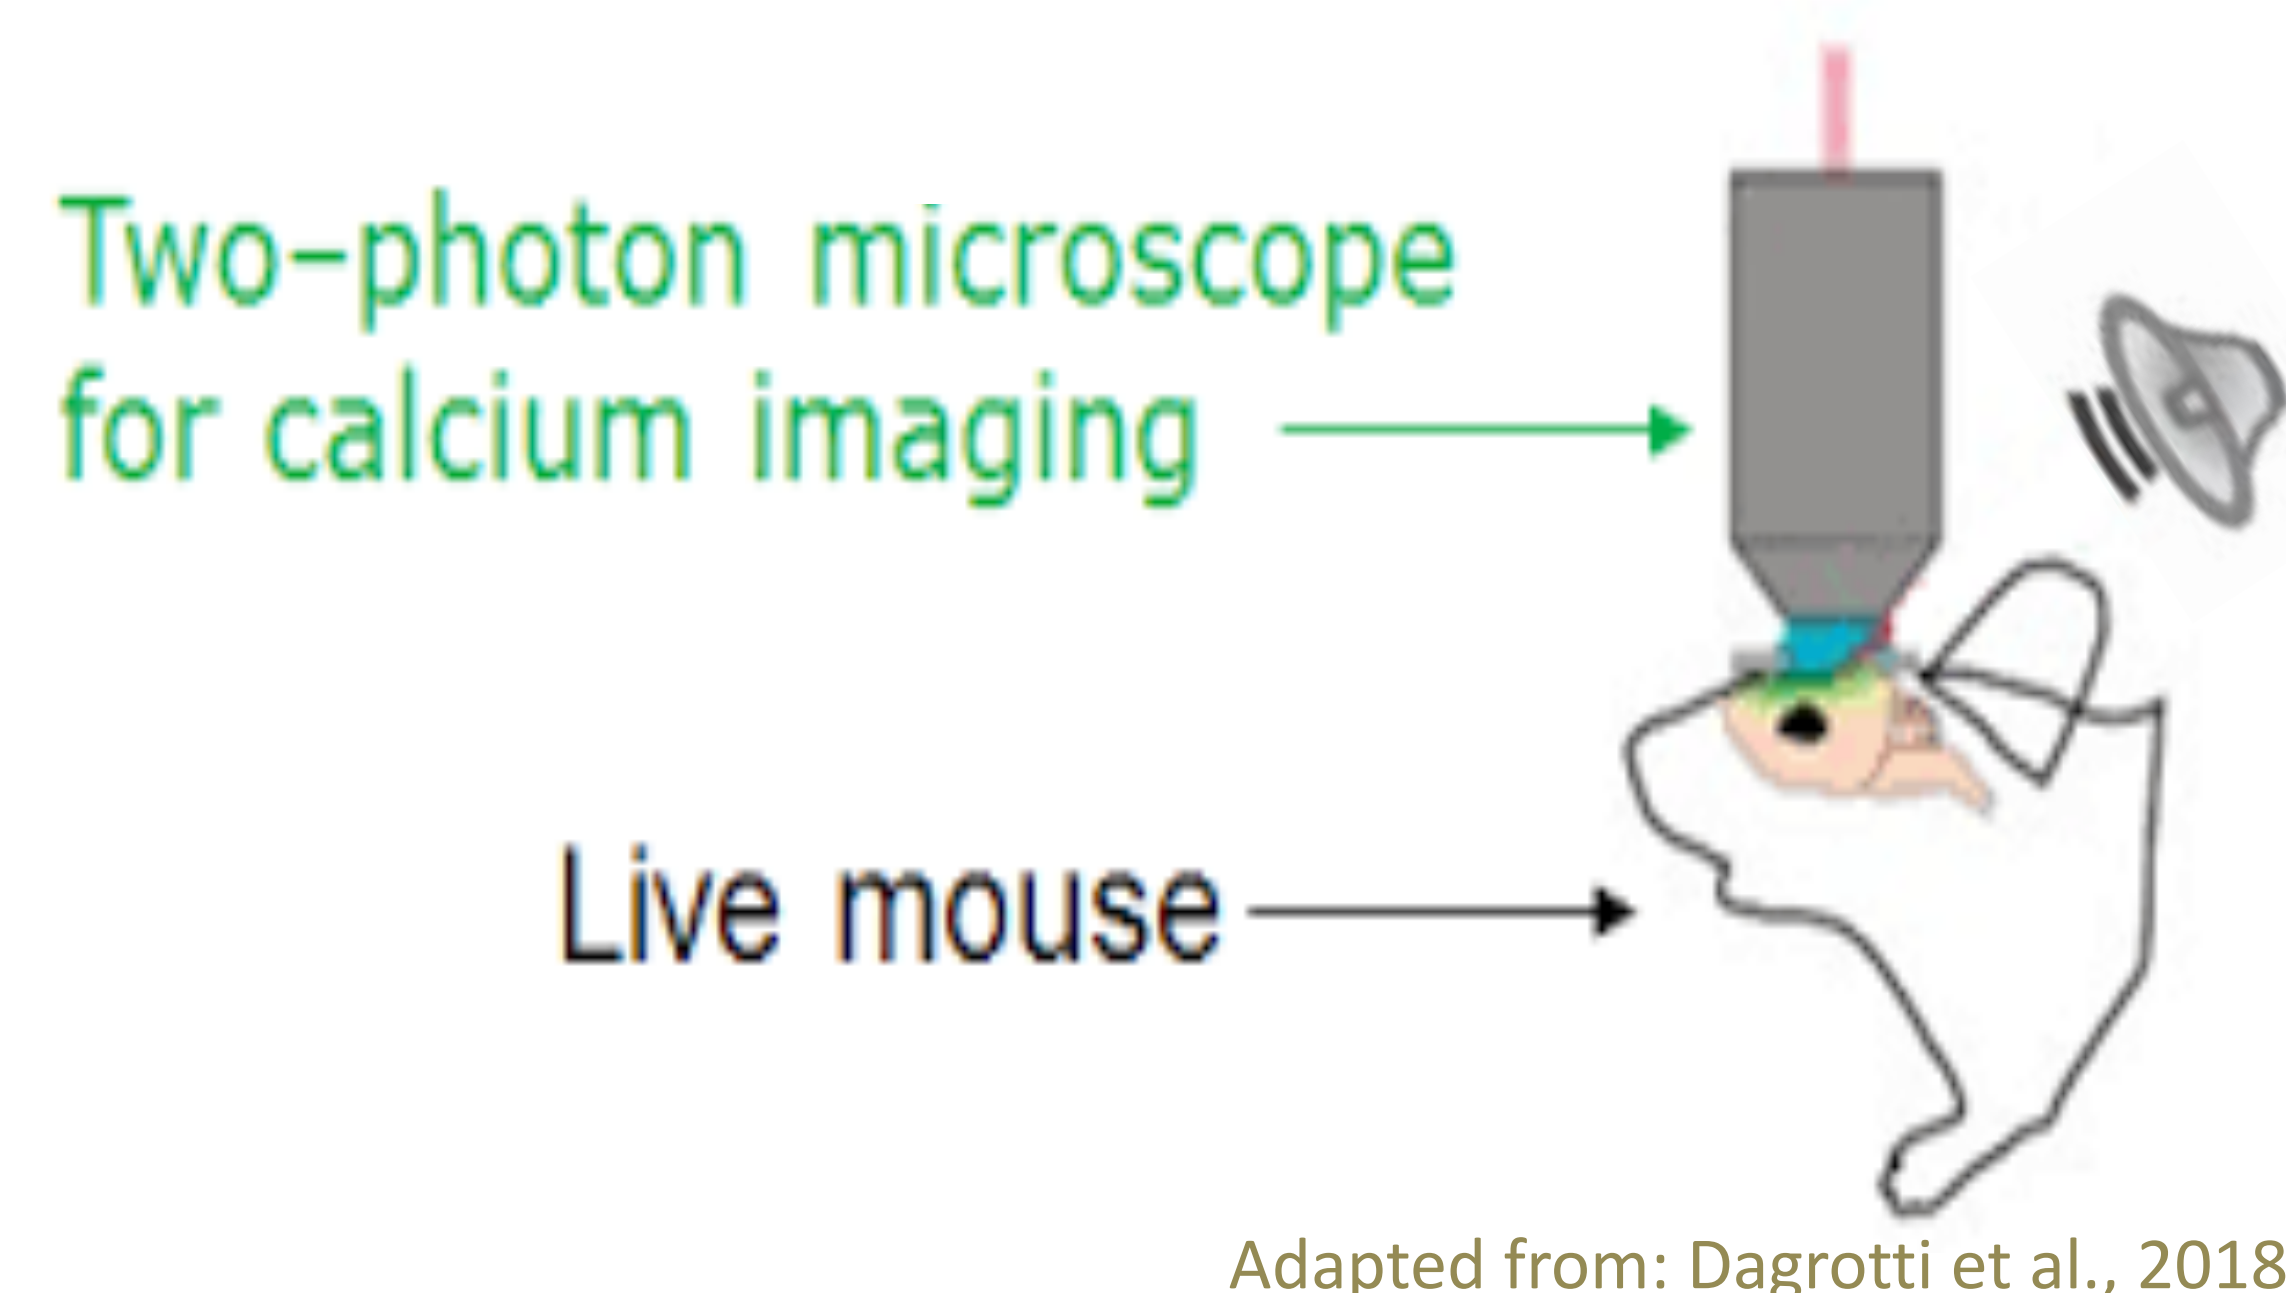 Two-photon microscope
for calcium imaging
Live mouse
Adapted from: Dagrotti et al., 2018